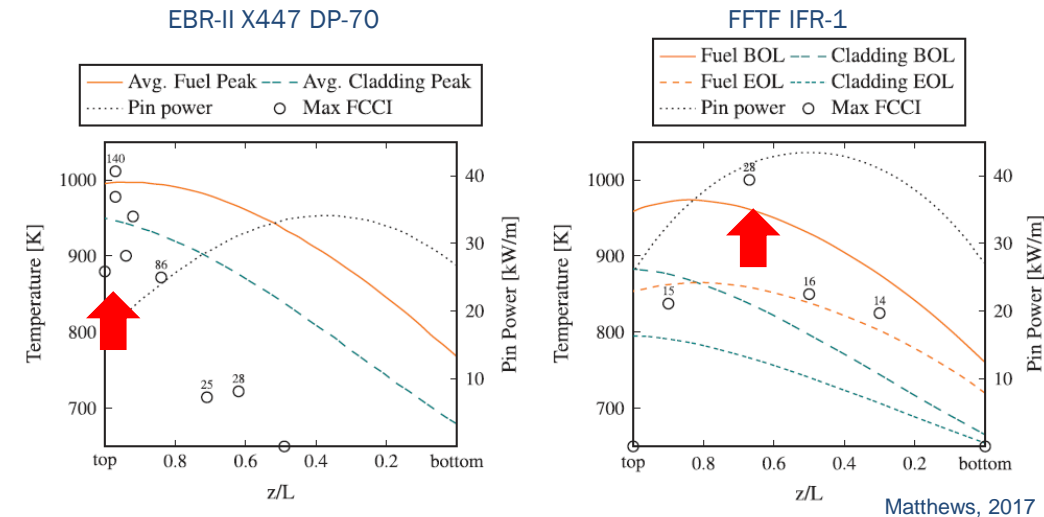 EBR-II X447 DP-70
Avg. Fuel Peak
Avg. Cladding Peak
Pin power
Max FCCI
1000
900
800
700
Temperature [K]
140
86
25
28
40
30
20
10
Pin Power [kW/m]
top
0.8
0.6
0.4
0.2
bottom
z/L
FFTF IFR-1
Fuel BOL
Cladding BOL
Fuel EOL
Cladding EOL
Pin power
Max FCCI
1000
900
800
700
Temperature [K]
28
15
16
14
40
30
20
10
Pin Power [kW/m]
top
0.8
0.6
0.4
0.2
bottom
z/L
Matthews, 2017